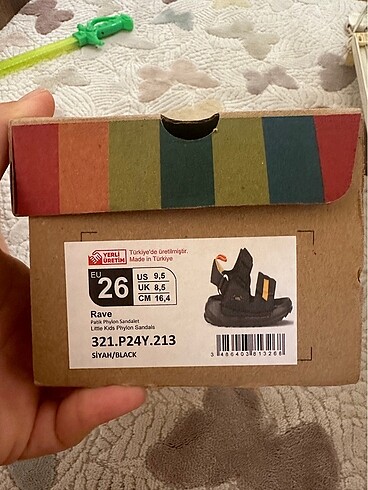 YERLİ
ÜRETİM
Türkiye'de üretilmiştir.
Made in Türkiye
EU
26
US 9,5
UK 8,5
CM 16,4
Rave
Patik Phylon Sandalet
Little Kids Phylon Sandals
321.P24Y.213
SİYAH/BLACK
3486403813268